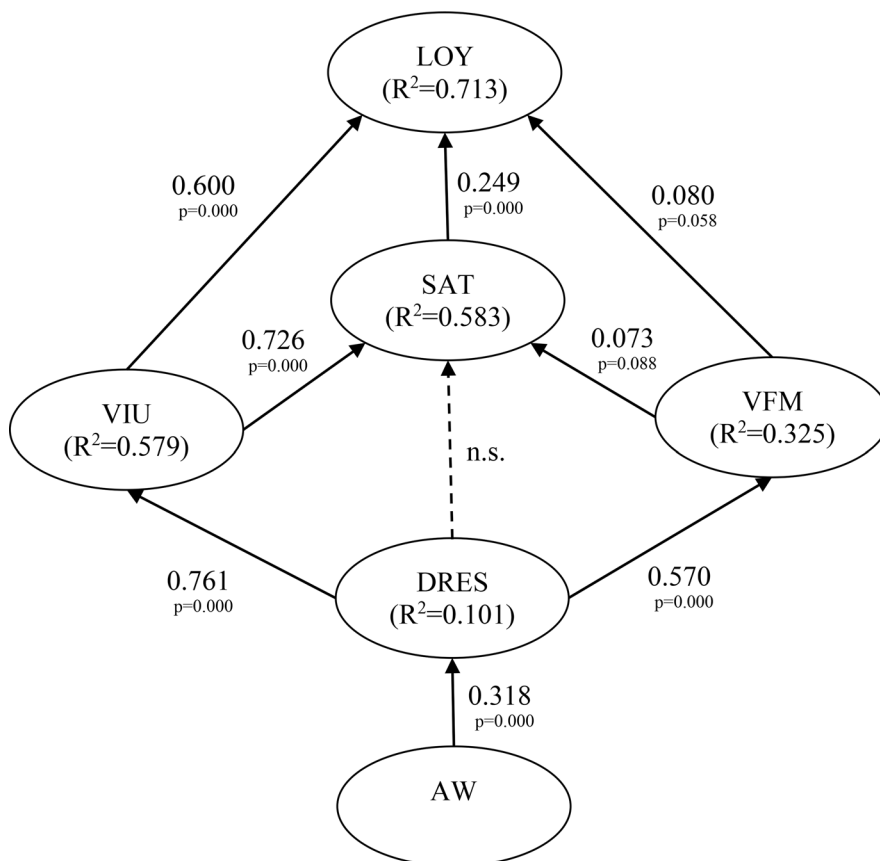 LOY
(R²=0.713)
0.600
p=0.000
0.249
p=0.000
0.080
p=0.058
SAT
(R²=0.583)
0.726
p=0.000
0.073
p=0.088
VIU
(R²=0.579)
VFM
(R²=0.325)
n.s.
DRES
(R²=0.101)
0.761
p=0.000
0.570
p=0.000
0.318
p=0.000
AW